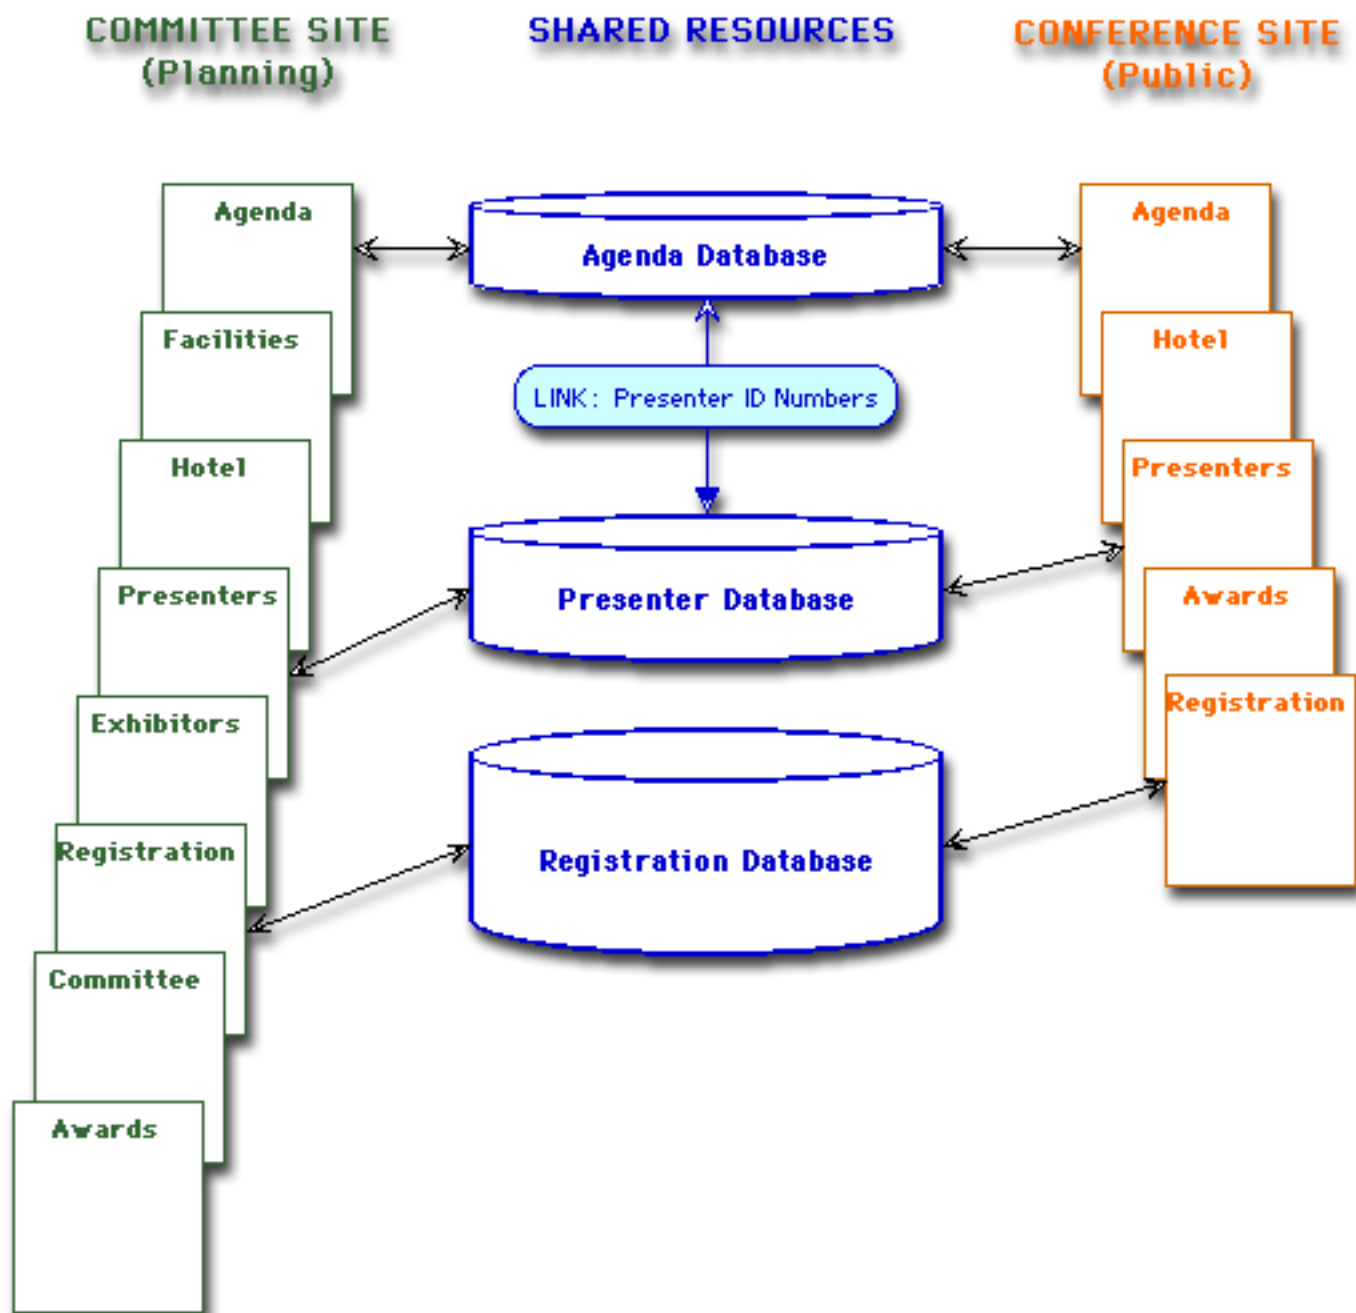 COMMITTEE SITE
(Planning)
SHARED RESOURCES
CONFERENCE SITE
(Public)
Agenda
Facilities
Hotel
Presenters
Exhibitors
Registration
Committee
Awards
Agenda Database
LINK: Presenter ID Numbers
Presenter Database
Registration Database
Agenda
Hotel
Presenters
Awards
Registration